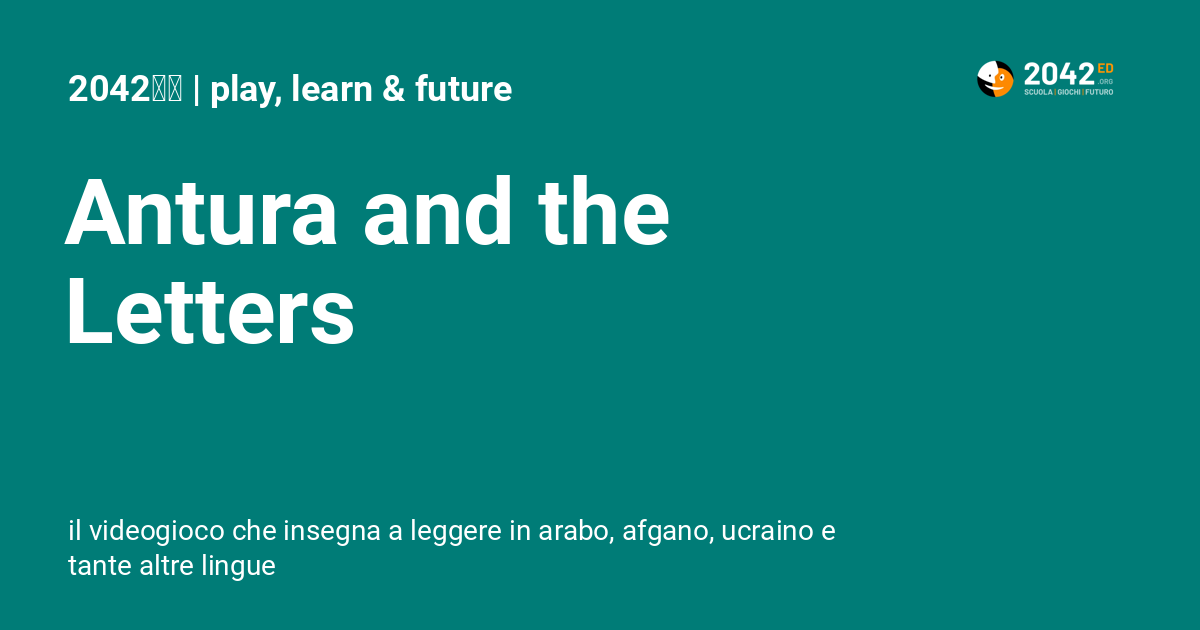 2042 | play, learn & future
2042 ED
.ORG
SCUOLA | GIOCHI | FUTURO
Antura and the
Letters
il videogioco che insegna a leggere in arabo, afgano, ucraino e
tante altre lingue